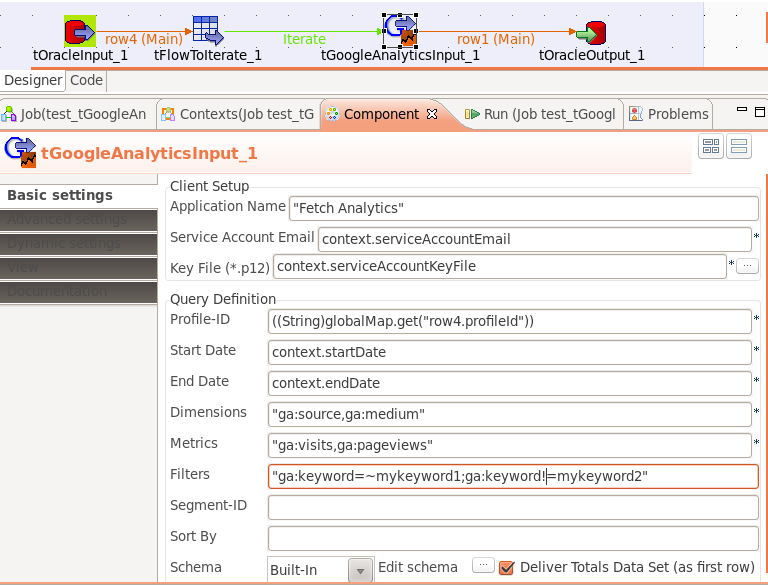 row4 (Main)
Iterate
row1 (Main)
tOracleInput_1
tFlowToIterate_1
tGoogleAnalyticsInput_1
tOracleOutput_1
Designer
Code
Job(test_tGoogleAn
Contexts(Job test_tG
Component
Run (Job test_tGoogl
Problems
tGoogleAnalyticsInput_1
Basic settings
Advanced settings
Dynamic settings
View
Documentation
Client Setup
Application Name "Fetch Analytics"
Service Account Email context.serviceAccountEmail *
Key File (*.p12) context.serviceAccountKeyFile * ...
Query Definition
Profile-ID ((String)globalMap.get("row4.profileId")) *
Start Date context.startDate *
End Date context.endDate *
Dimensions "ga:source,ga:medium" *
Metrics "ga:visits,ga:pageviews" *
Filters "ga:keyword=~mykeyword1;ga:keyword!=mykeyword2"
Segment-ID
Sort By
Schema Built-In Edit schema ... Deliver Totals Data Set (as first row)